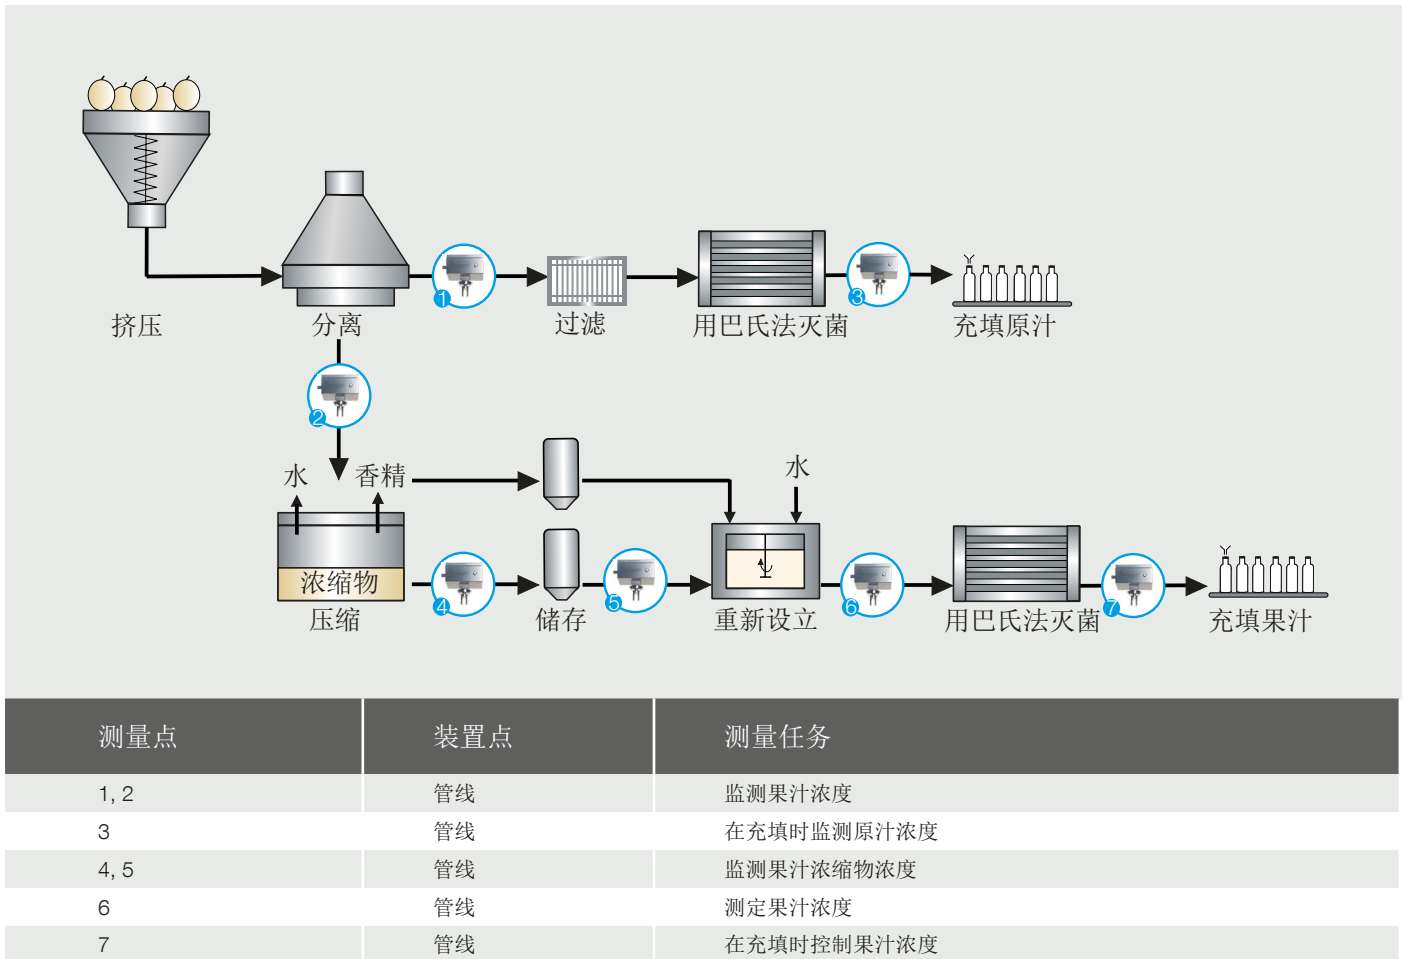 挤压
分离
1
过滤
用巴氏法灭菌
3
充填原汁
2
水
香精
水
浓缩物
压缩
4
储存
5
重新设立
6
用巴氏法灭菌
7
充填果汁
测量点 装置点 测量任务
1, 2 管线 监测果汁浓度
3 管线 在充填时监测原汁浓度
4, 5 管线 监测果汁浓缩物浓度
6 管线 测定果汁浓度
7 管线 在充填时控制果汁浓度